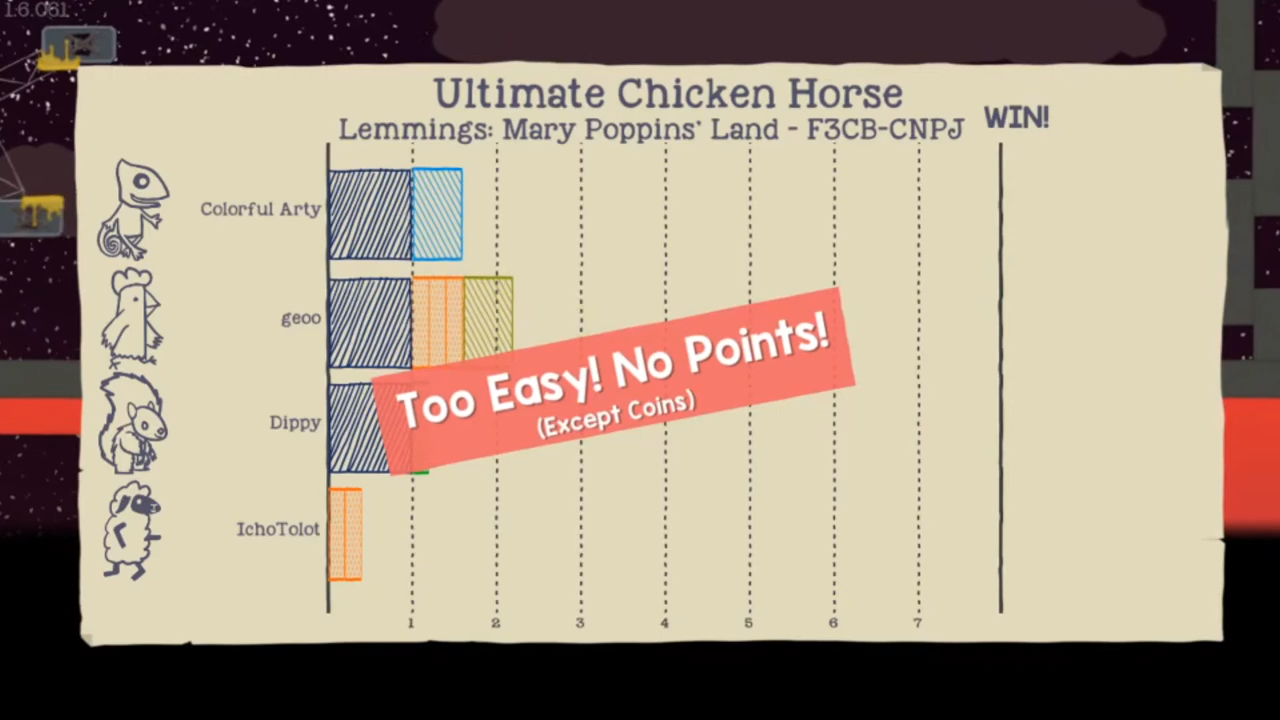 1.6.061
Ultimate Chicken Horse
Lemmings: Mary Poppins' Land - F3CB-CNPJ
WIN!
Colorful Arty
geoo
Too Easy! No Points!
(Except Coins)
Dippy
IchoTolot
1 2 3 4 5 6 7